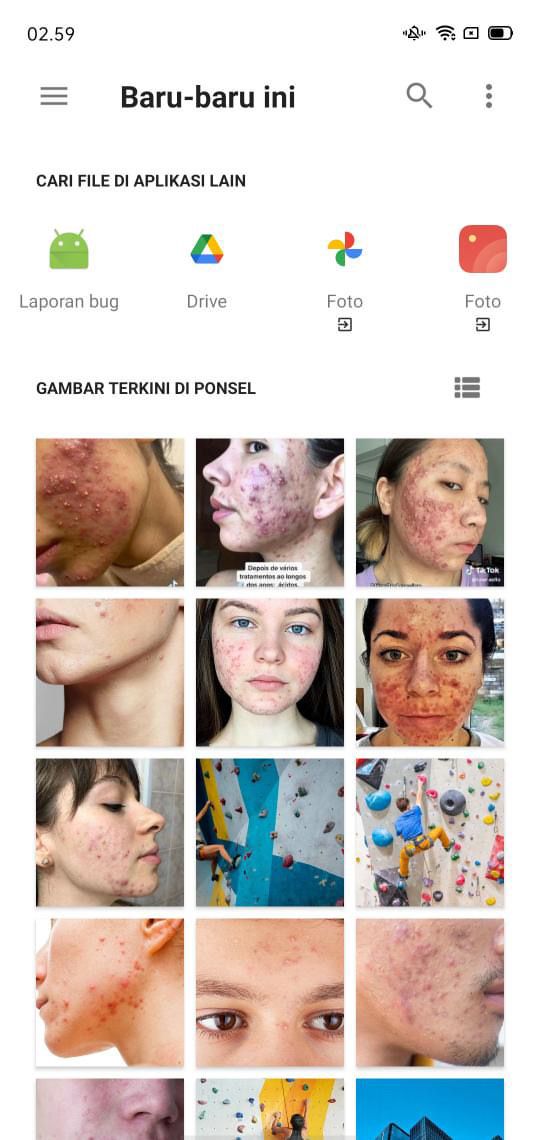 02.59
Baru-baru ini
CARI FILE DI APLIKASI LAIN
Laporan bug
Drive
Foto
Foto
GAMBAR TERKINI DI PONSEL
Depois de vários
tratamentos ao longos
dos anos: ácidos,
TikTok